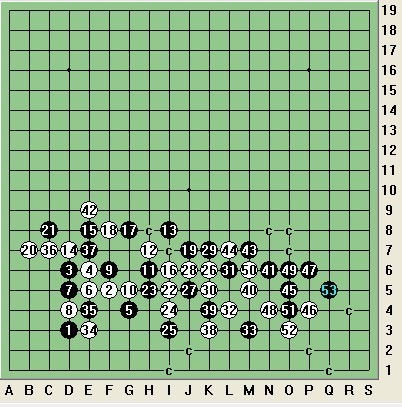 19
18
17
16
15
14
13
12
11
10
42 9
21 15 18 17 c 13 c c 8
20 36 14 37 12 c 19 29 44 43 c 7
3 4 9 11 16 28 26 31 50 41 49 47 6
7 6 2 10 23 22 27 30 40 45 53 5
8 35 5 24 39 32 48 51 46 c 4
1 34 25 38 33 52 3
c c 2
c c 1
A B C D E F G H I J K L M N O P Q R S